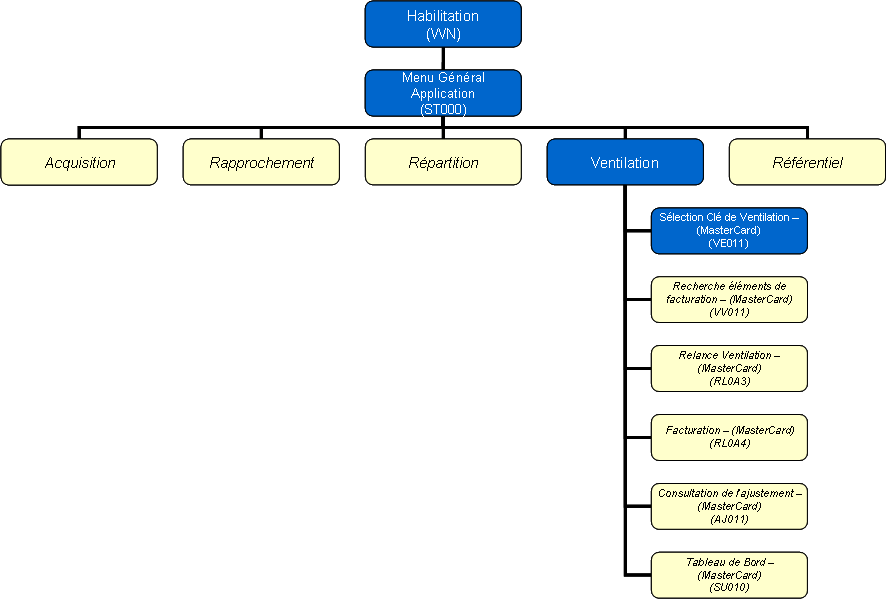 Habilitation
(VVN)
Menu Général
Application
(ST000)
Acquisition
Rapprochement
Répartition
Ventilation
Référentiel
Sélection Clé de Ventilation –
(MasterCard)
(VE011)
Recherche éléments de
facturation – (MasterCard)
(VV011)
Relance Ventilation –
(MasterCard)
(RL0A3)
Facturation – (MasterCard)
(RL0A4)
Consultation de l'ajustement –
(MasterCard)
(AJ011)
Tableau de Bord –
(MasterCard)
(SU010)